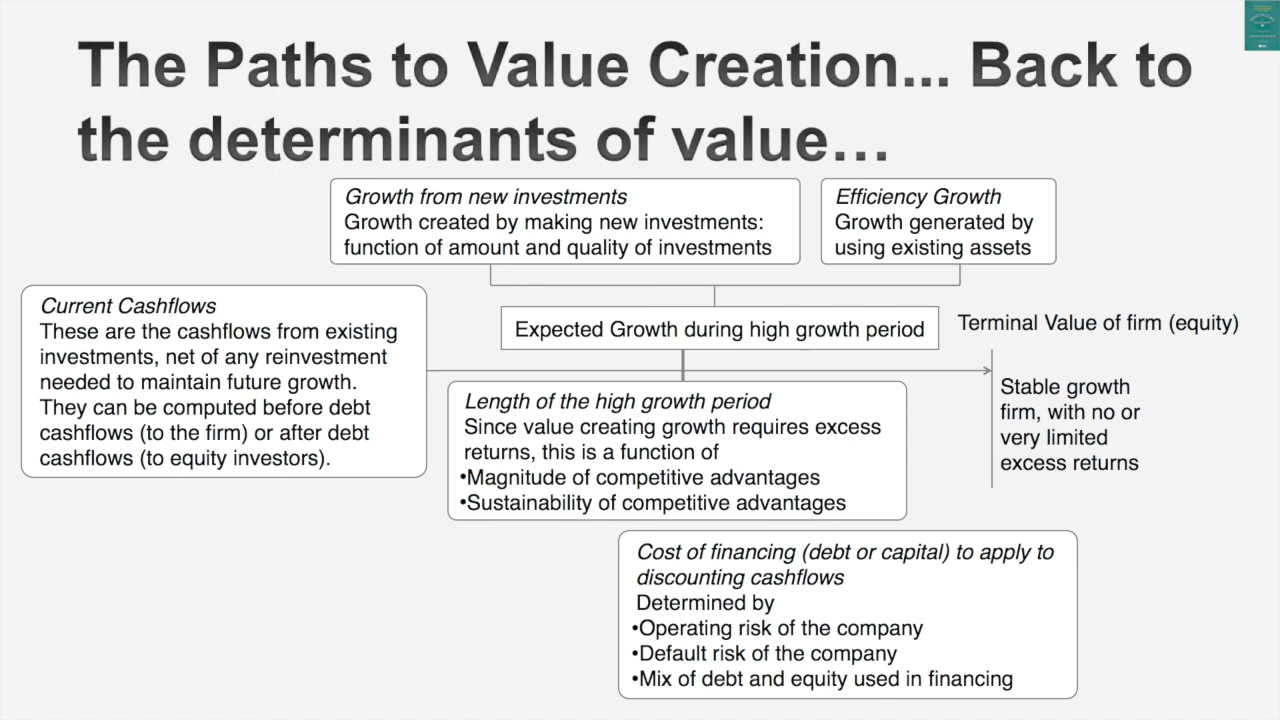 The Paths to Value Creation... Back to
the determinants of value…
Growth from new investments
Growth created by making new investments:
function of amount and quality of investments
Efficiency Growth
Growth generated by
using existing assets
Current Cashflows
These are the cashflows from existing
investments, net of any reinvestment
needed to maintain future growth.
They can be computed before debt
cashflows (to the firm) or after debt
cashflows (to equity investors).
Expected Growth during high growth period
Terminal Value of firm (equity)
Stable growth
firm, with no or
very limited
excess returns
Length of the high growth period
Since value creating growth requires excess
returns, this is a function of
•Magnitude of competitive advantages
•Sustainability of competitive advantages
Cost of financing (debt or capital) to apply to
discounting cashflows
Determined by
•Operating risk of the company
•Default risk of the company
•Mix of debt and equity used in financing